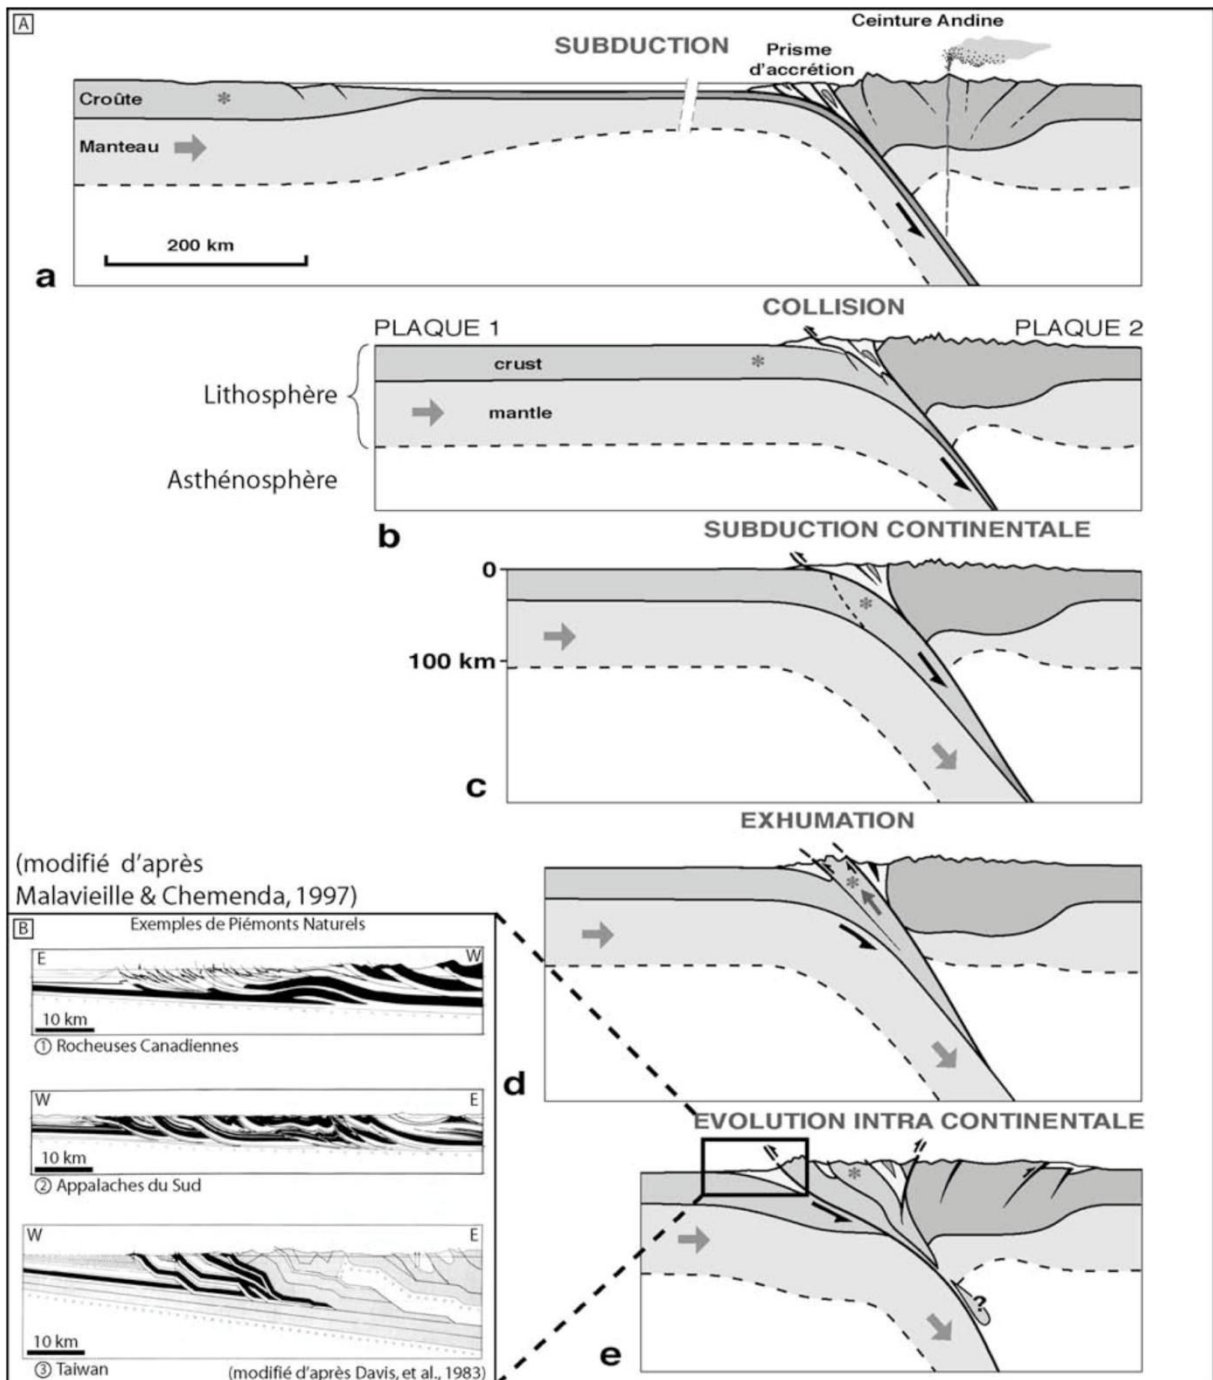 A
Ceinture Andine
SUBDUCTION
Prisme
d'accrétion
Croûte
*
Manteau
200 km
a
COLLISION
PLAQUE 1
PLAQUE 2
crust
*
Lithosphère
mantle
Asthénosphère
b
SUBDUCTION CONTINENTALE
0
*
100 km
c
EXHUMATION
*
d
(modifié d'après
Malavieille & Chemenda, 1997)
B
Exemples de Piémonts Naturels
E
W
10 km
① Rocheuses Canadiennes
W
E
10 km
② Appalaches du Sud
W
E
10 km
③ Taiwan
(modifié d'après Davis, et al., 1983)
EVOLUTION INTRA CONTINENTALE
*
?
e